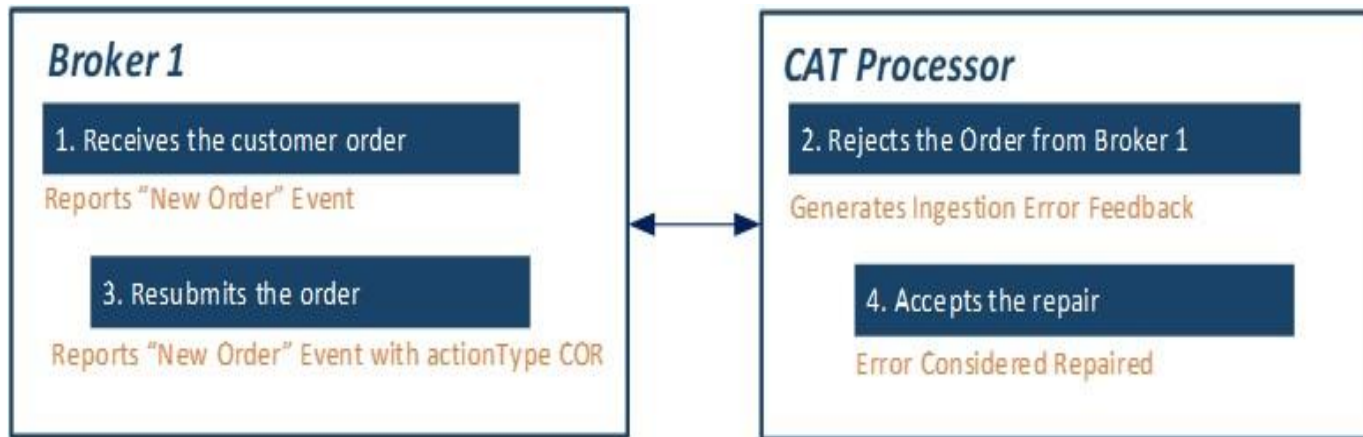 Broker 1
1. Receives the customer order
Reports “New Order” Event
3. Resubmits the order
Reports “New Order” Event with actionType COR
CAT Processor
2. Rejects the Order from Broker 1
Generates Ingestion Error Feedback
4. Accepts the repair
Error Considered Repaired